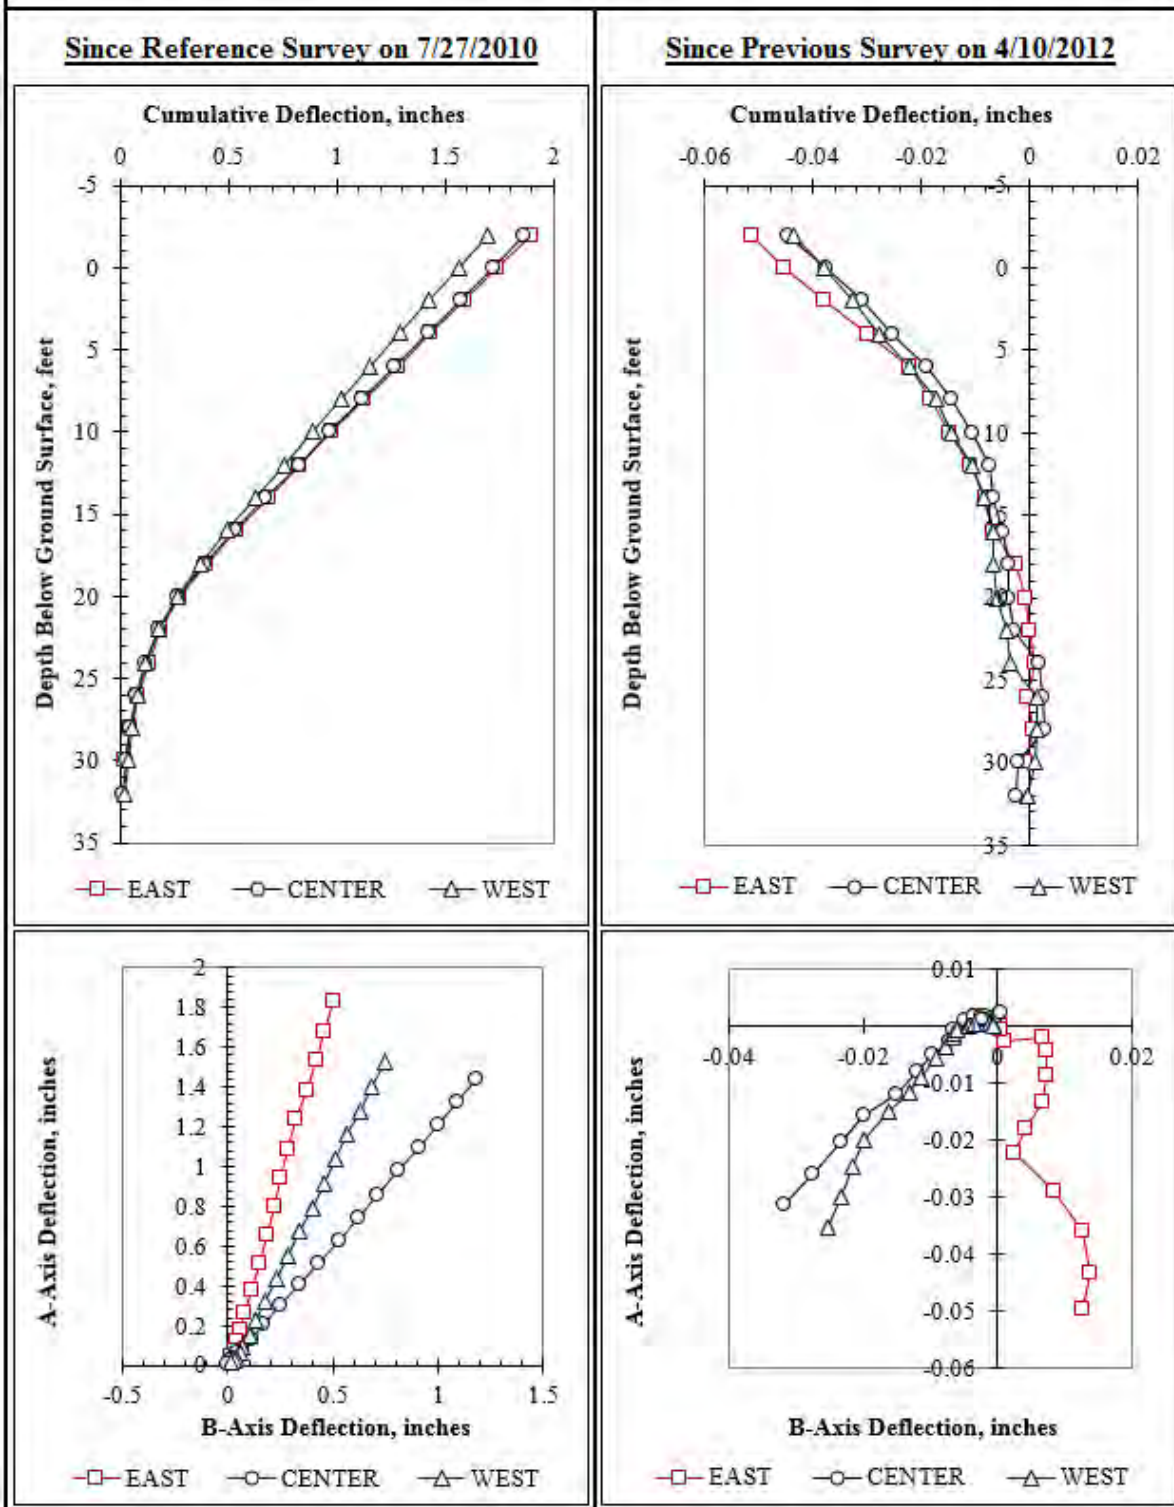 Since Reference Survey on 7/27/2010
Cumulative Deflection, inches
0 0.5 1 1.5 2
-5
0
5
10
15
20
25
30
35
Depth Below Ground Surface, feet
EAST CENTER WEST
Since Previous Survey on 4/10/2012
Cumulative Deflection, inches
-0.06 -0.04 -0.02 0 0.02
-5
0
5
10
15
20
25
30
35
Depth Below Ground Surface, feet
EAST CENTER WEST
2
1.8
1.6
1.4
1.2
1
0.8
0.6
0.4
0.2
0
-0.5 0 0.5 1 1.5
A-Axis Deflection, inches
B-Axis Deflection, inches
EAST CENTER WEST
0.01
-0.04 -0.02 0 0.02
-0.01
-0.02
-0.03
-0.04
-0.05
-0.06
A-Axis Deflection, inches
B-Axis Deflection, inches
EAST CENTER WEST